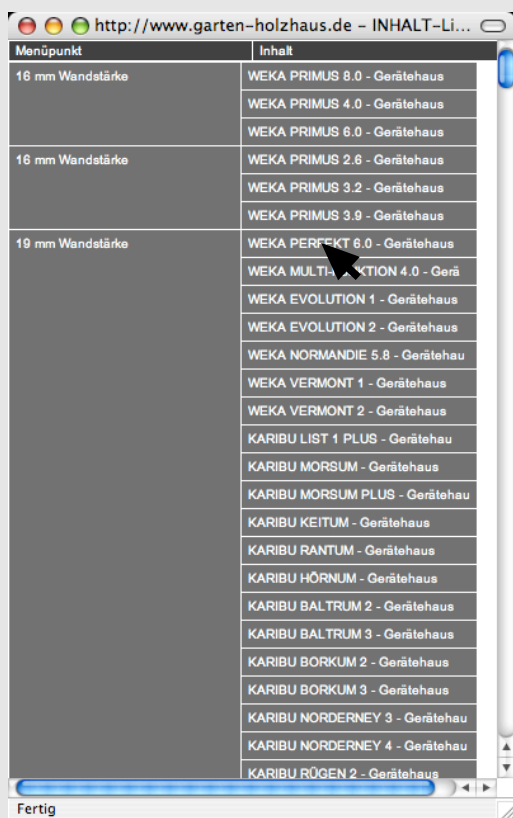 http://www.garten-holzhaus.de – INHALT-Li...
Menüpunkt Inhalt
16 mm Wandstärke WEKA PRIMUS 8.0 - Gerätehaus
WEKA PRIMUS 4.0 - Gerätehaus
WEKA PRIMUS 6.0 - Gerätehaus
16 mm Wandstärke WEKA PRIMUS 2.6 - Gerätehaus
WEKA PRIMUS 3.2 - Gerätehaus
WEKA PRIMUS 3.9 - Gerätehaus
19 mm Wandstärke WEKA PERFEKT 6.0 - Gerätehaus
WEKA 4.0 - Gerä
WEKA EVOLUTION 1 - Gerätehaus
WEKA EVOLUTION 2 - Gerätehaus
WEKA NORMANDIE 5.8 - Gerätehau
WEKA VERMONT 1 - Gerätehaus
WEKA VERMONT 2 - Gerätehaus
KARIBU LIST 1 PLUS - Gerätehau
KARIBU MORSUM - Gerätehaus
KARIBU MORSUM PLUS - Gerätehau
KARIBU KEITUM - Gerätehaus
KARIBU RANTUM - Gerätehaus
KARIBU HÖRNUM - Gerätehaus
KARIBU BALTRUM 2 - Gerätehaus
KARIBU BALTRUM 3 - Gerätehaus
KARIBU BORKUM 2 - Gerätehaus
KARIBU BORKUM 3 - Gerätehaus
KARIBU NORDERNEY 3 - Gerätehau
KARIBU NORDERNEY 4 - Gerätehau
KARIBU RÜGEN 2 - Gerätehaus
Fertig